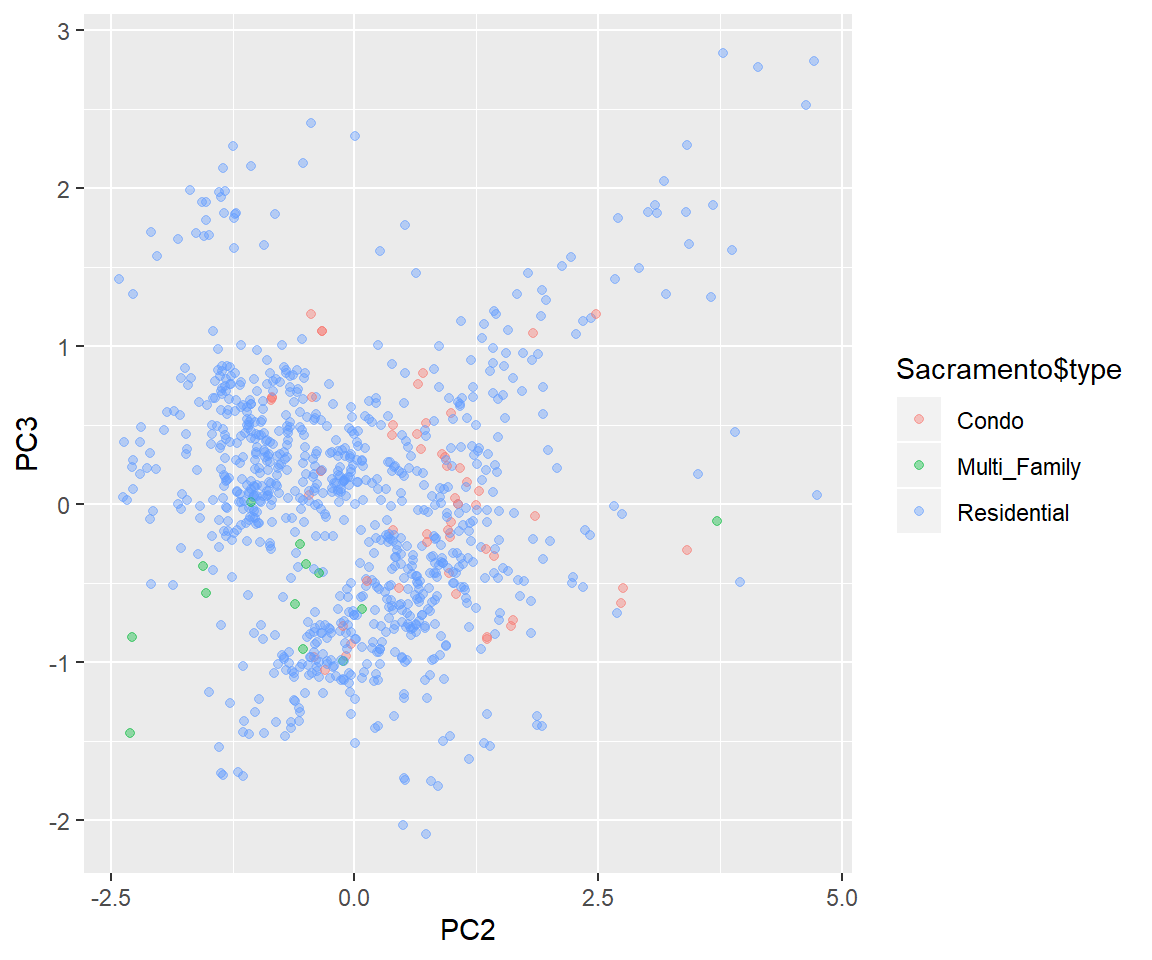 3
2
1
0
-1
-2
PC3
-2.5 0.0 2.5 5.0
PC2
Sacramento$type
Condo
Multi_Family
Residential